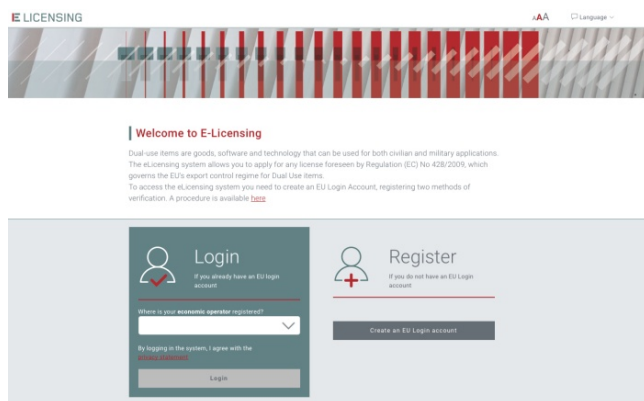 E LICENSING
AAA
Language
Welcome to E-Licensing
Dual-use items are goods, software and technology that can be used for both civilian and military applications.
The eLicensing system allows you to apply for any license foreseen by Regulation (EC) No 428/2009, which
governs the EU's export control regime for Dual Use items.
To access the eLicensing system you need to create an EU Login Account, registering two methods of
verification. A procedure is available here
Login
If you already have an EU login
account
Where is your economic operator registered?
By logging in the system, I agree with the
privacy statement
Login
Register
If you do not have an EU Login
account
Create an EU Login account